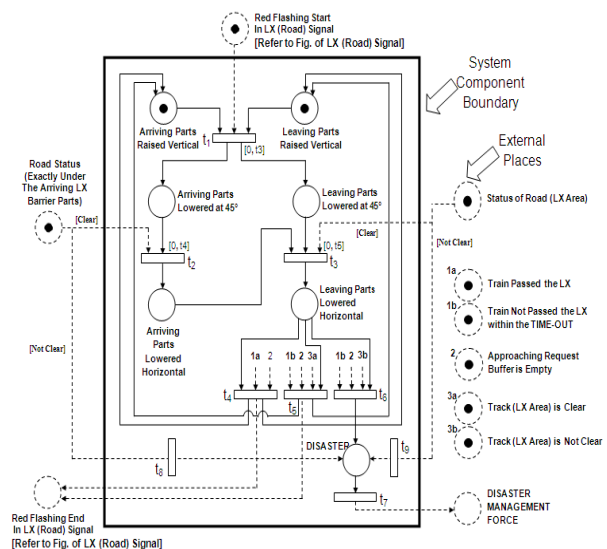 Red Flashing Start
In LX (Road) Signal
[Refer to Fig. of LX (Road) Signal]
System
Component
Boundary
Arriving Parts
Raised Vertical
t1
[0, t3]
Leaving Parts
Raised Vertical
External
Places
Road Status
(Exactly Under
The Arriving LX
Barrier Parts)
Arriving Parts
Lowered at 45º
Leaving Parts
Lowered at 45º
Status of Road (LX Area)
[Clear]
[Clear]
[Not Clear]
[0, t4]
t2
[0, t5]
t3
1a
Train Passed the LX
1b
Train Not Passed the LX
within the TIME-OUT
Arriving
Parts
Lowered
Horizontal
Leaving Parts
Lowered
Horizontal
[Not Clear]
2
Approaching Request
Buffer is Empty
1a 2 1b 2 3a 1b 2 3b
t4
t5
t6
3a
Track (LX Area) is Clear
3b
Track (LX Area) is Not Clear
DISASTER
t8
t9
t7
DISASTER
MANAGEMENT
FORCE
Red Flashing End
In LX (Road) Signal
[Refer to Fig. of LX (Road) Signal]